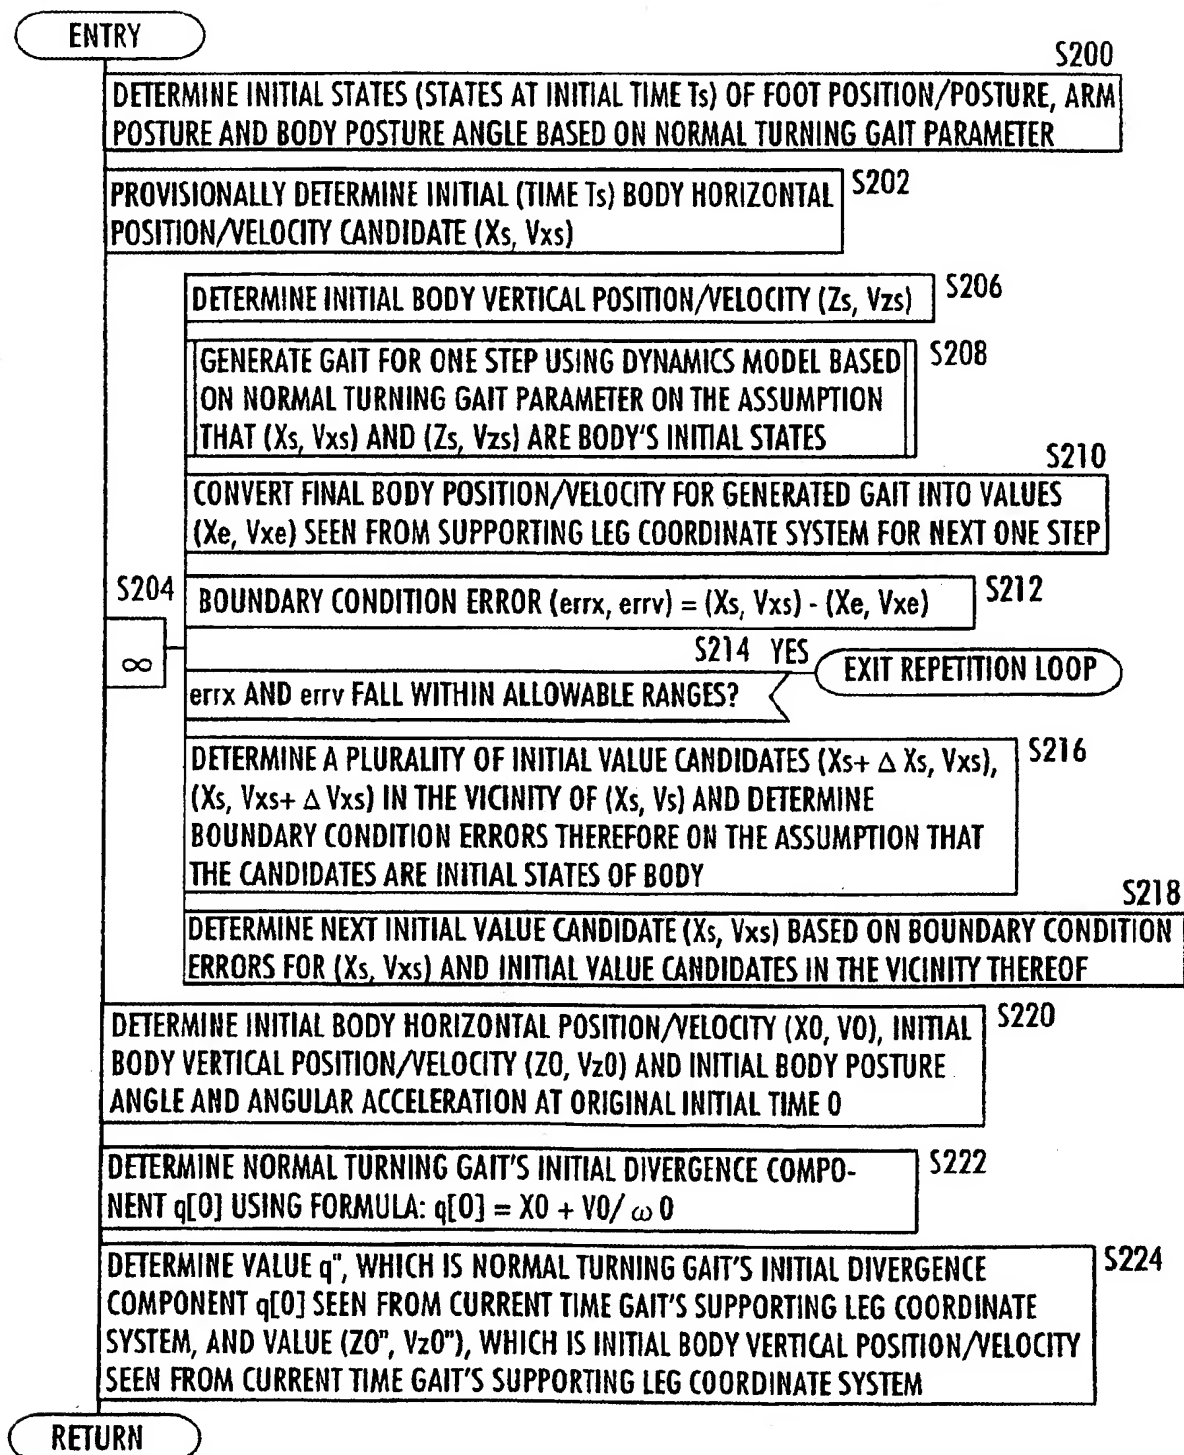 ENTRY
S200
DETERMINE INITIAL STATES (STATES AT INITIAL TIME Ts) OF FOOT POSITION/POSTURE, ARM
POSTURE AND BODY POSTURE ANGLE BASED ON NORMAL TURNING GAIT PARAMETER
S202
PROVISIONALLY DETERMINE INITIAL (TIME Ts) BODY HORIZONTAL
POSITION/VELOCITY CANDIDATE (Xs, Vxs)
DETERMINE INITIAL BODY VERTICAL POSITION/VELOCITY (Zs, Vzs)
S206
GENERATE GAIT FOR ONE STEP USING DYNAMICS MODEL BASED
ON NORMAL TURNING GAIT PARAMETER ON THE ASSUMPTION
THAT (Xs, Vxs) AND (Zs, Vzs) ARE BODY'S INITIAL STATES
S208
S210
CONVERT FINAL BODY POSITION/VELOCITY FOR GENERATED GAIT INTO VALUES
(Xe, Vxe) SEEN FROM SUPPORTING LEG COORDINATE SYSTEM FOR NEXT ONE STEP
S204
∞
BOUNDARY CONDITION ERROR (errx, errv) = (Xs, Vxs) - (Xe, Vxe)
S212
S214 YES
EXIT REPETITION LOOP
errx AND errv FALL WITHIN ALLOWABLE RANGES?
DETERMINE A PLURALITY OF INITIAL VALUE CANDIDATES (Xs+ Δ Xs, Vxs),
(Xs, Vxs+ Δ Vxs) IN THE VICINITY OF (Xs, Vs) AND DETERMINE
BOUNDARY CONDITION ERRORS THEREFORE ON THE ASSUMPTION THAT
THE CANDIDATES ARE INITIAL STATES OF BODY
S216
S218
DETERMINE NEXT INITIAL VALUE CANDIDATE (Xs, Vxs) BASED ON BOUNDARY CONDITION
ERRORS FOR (Xs, Vxs) AND INITIAL VALUE CANDIDATES IN THE VICINITY THEREOF
DETERMINE INITIAL BODY HORIZONTAL POSITION/VELOCITY (X0, V0), INITIAL
BODY VERTICAL POSITION/VELOCITY (Z0, Vz0) AND INITIAL BODY POSTURE
ANGLE AND ANGULAR ACCELERATION AT ORIGINAL INITIAL TIME 0
S220
DETERMINE NORMAL TURNING GAIT'S INITIAL DIVERGENCE COMPO-
NENT q[0] USING FORMULA: q[0] = X0 + V0/ ω 0
S222
DETERMINE VALUE q", WHICH IS NORMAL TURNING GAIT'S INITIAL DIVERGENCE
COMPONENT q[0] SEEN FROM CURRENT TIME GAIT'S SUPPORTING LEG COORDINATE
SYSTEM, AND VALUE (Z0", Vz0"), WHICH IS INITIAL BODY VERTICAL POSITION/VELOCITY
SEEN FROM CURRENT TIME GAIT'S SUPPORTING LEG COORDINATE SYSTEM
S224
RETURN